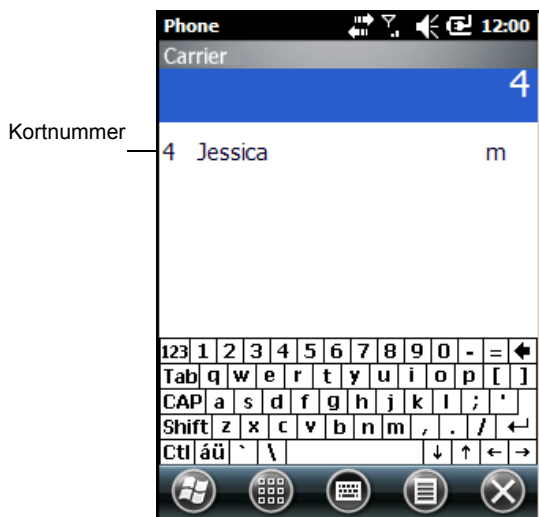 Phone 12:00
Carrier
4
Kortnummer
4 Jessica m
123 1 2 3 4 5 6 7 8 9 0 - =
Tab q w e r t y u i o p [ ]
CAP a s d f g h j k l ; '
Shift z x c v b n m , . / ↵
Ctl áü ` \ ↓ ↑ ← →